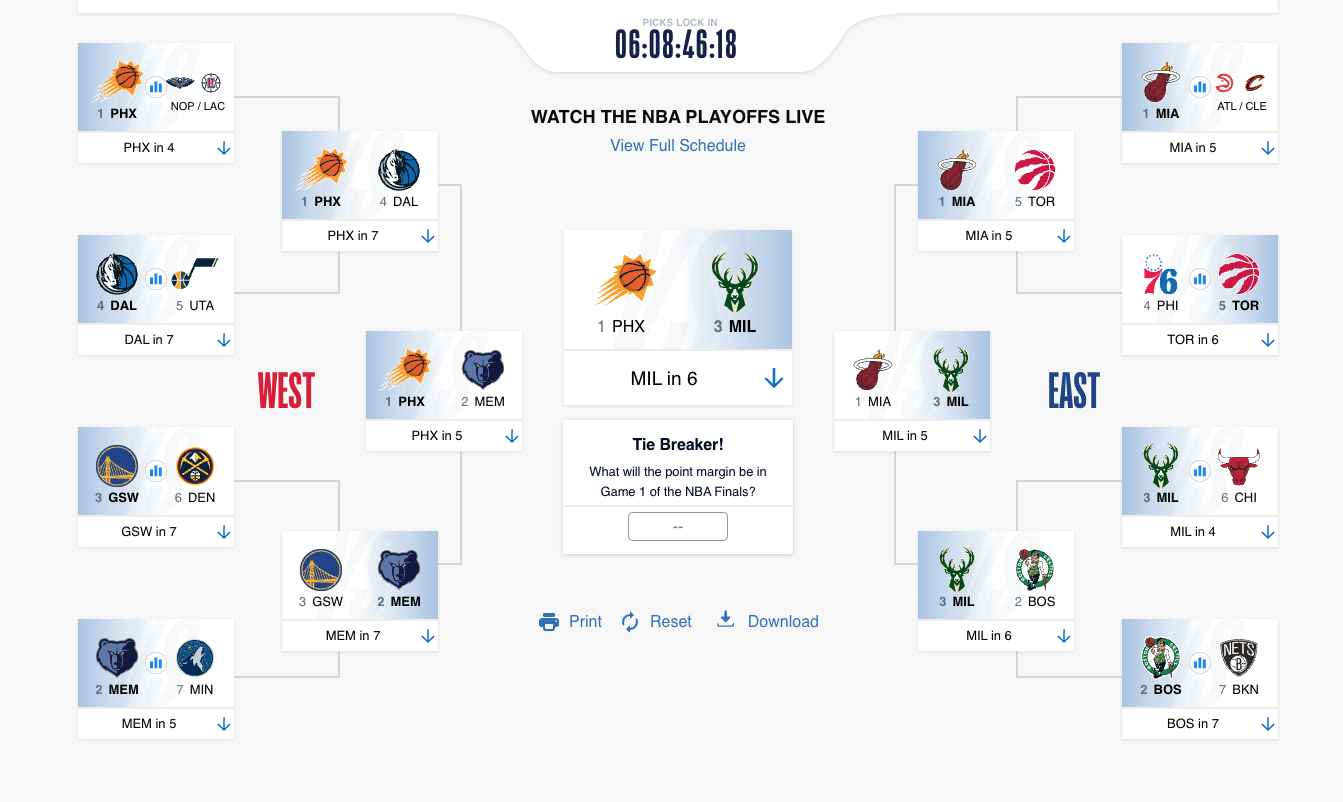 PICKS LOCK IN
06:08:46:18
WATCH THE NBA PLAYOFFS LIVE
View Full Schedule
1 PHX NOP / LAC
PHX in 4
4 DAL 5 UTA
DAL in 7
3 GSW 6 DEN
GSW in 7
2 MEM 7 MIN
MEM in 5
1 PHX 4 DAL
PHX in 7
3 GSW 2 MEM
MEM in 7
WEST
1 PHX 2 MEM
PHX in 5
1 PHX 3 MIL
MIL in 6
Tie Breaker!
What will the point margin be in
Game 1 of the NBA Finals?
--
Print Reset Download
1 MIA 3 MIL
MIL in 5
EAST
1 MIA 5 TOR
MIA in 5
3 MIL 2 BOS
MIL in 6
1 MIA ATL / CLE
MIA in 5
76
4 PHI 5 TOR
TOR in 6
3 MIL 6 CHI
MIL in 4
NETS
B
2 BOS 7 BKN
BOS in 7